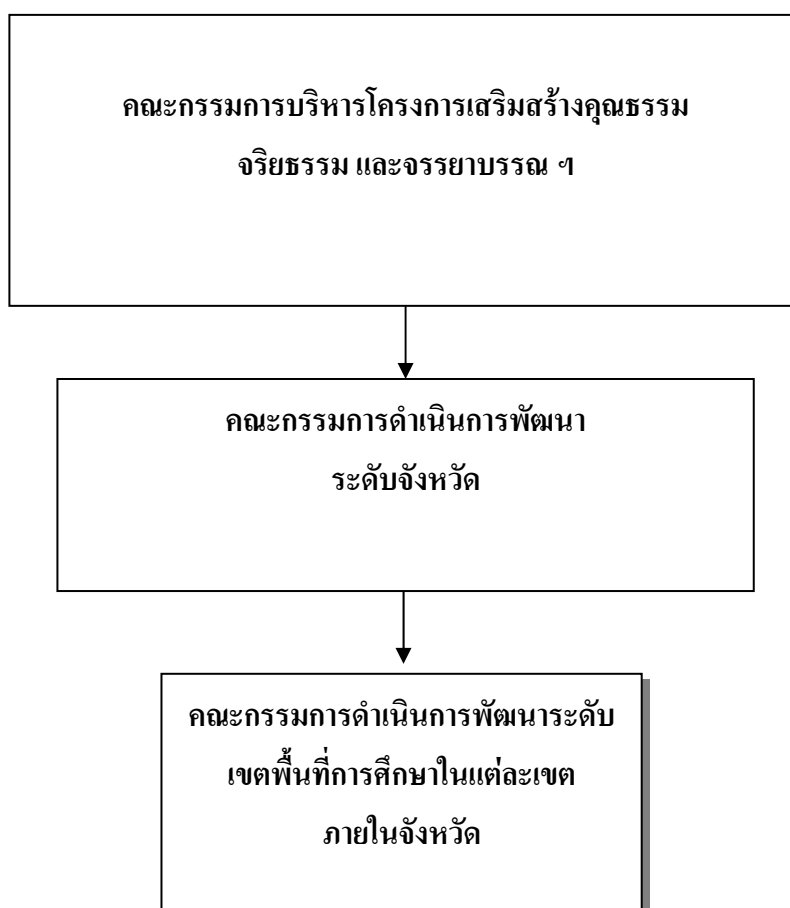 คณะกรรมการบริหารโครงการเสริมสร้างคุณธรรม
จริยธรรม และจรรยาบรรณ ฯ
คณะกรรมการดำเนินการพัฒนา
ระดับจังหวัด
คณะกรรมการดำเนินการพัฒนาระดับ
เขตพื้นที่การศึกษาในแต่ละเขต
ภายในจังหวัด